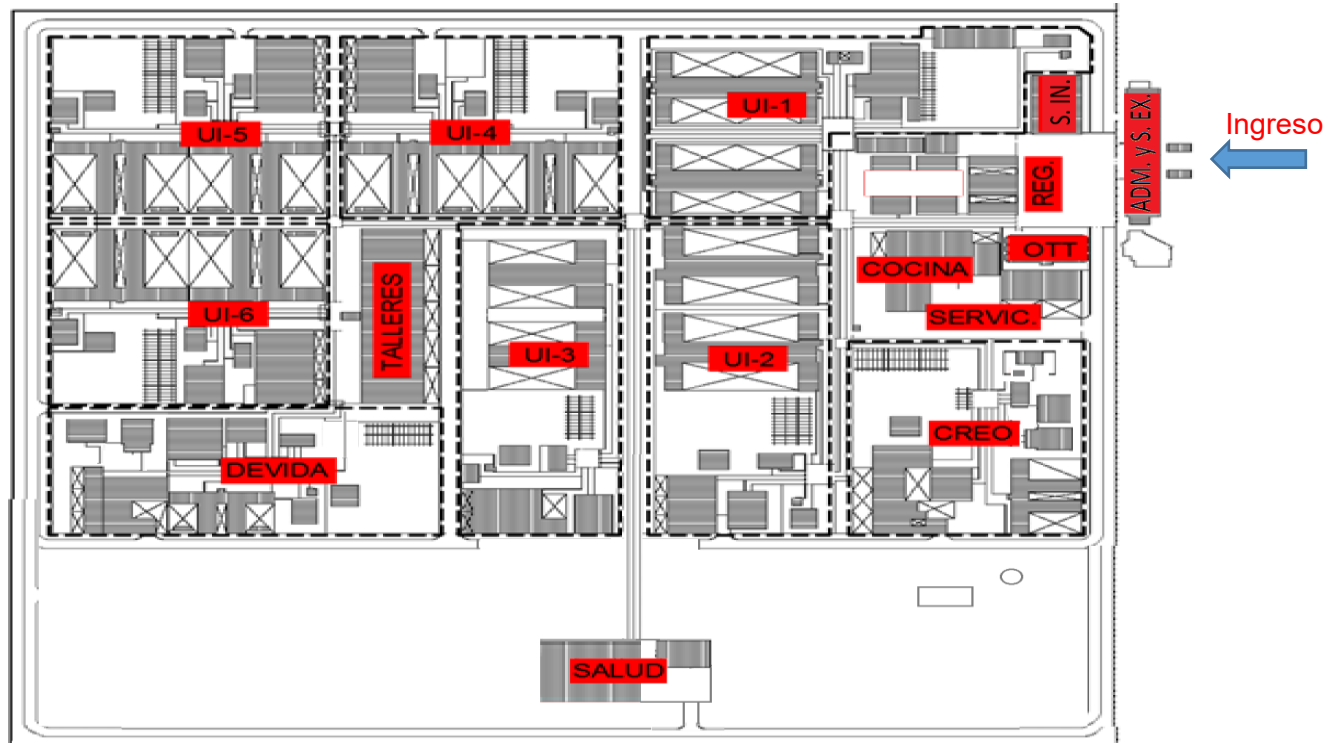 UI-5
UI-4
UI-1
S. IN.
ADM. y S. EX.
Ingreso
REG.
OTT
COCINA
SERVIC.
UI-6
TALLERES
UI-3
UI-2
CREO
DEVIDA
SALUD